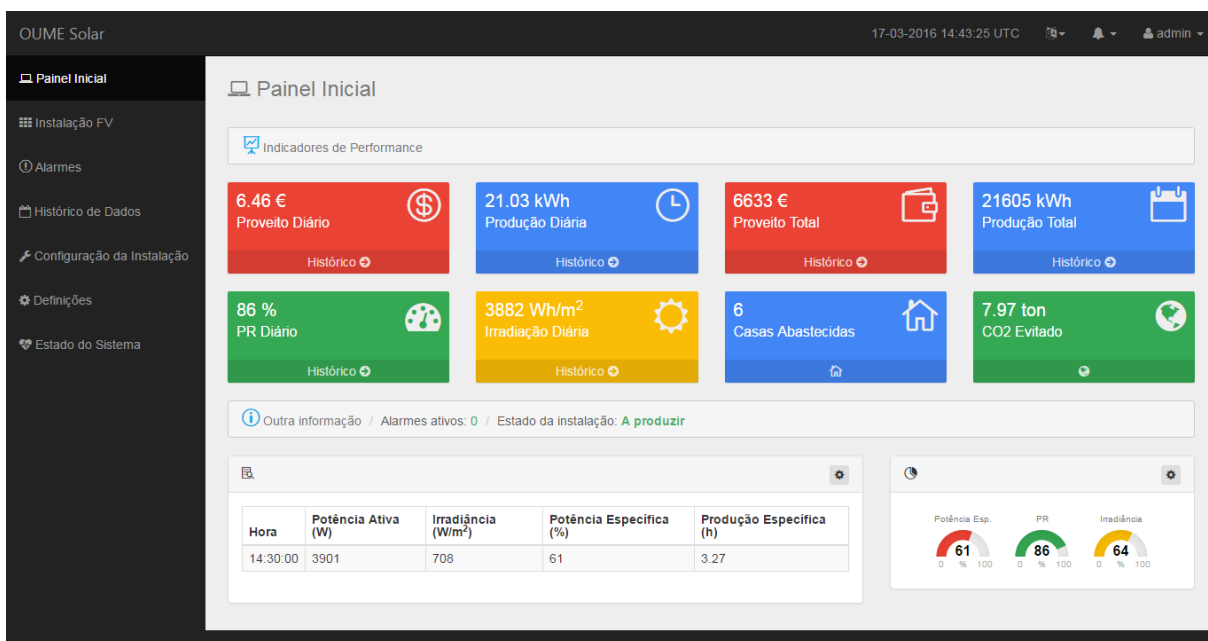 OUME Solar
17-03-2016 14:43:25 UTC
admin
Painel Inicial
Instalação FV
Alarmes
Histórico de Dados
Configuração da Instalação
Definições
Estado do Sistema
Painel Inicial
Indicadores de Performance
6.46 €
Proveito Diário
Histórico
21.03 kWh
Produção Diária
Histórico
6633 €
Proveito Total
Histórico
21605 kWh
Produção Total
Histórico
86 %
PR Diário
Histórico
3882 Wh/m²
Irradiação Diária
Histórico
6
Casas Abastecidas
7.97 ton
CO2 Evitado
Outra informação / Alarmes ativos: 0 / Estado da instalação: A produzir
Hora Potência Ativa (W) Irradiância (W/m²) Potência Específica (%) Produção Específica (h)
14:30:00 3901 708 61 3.27
Potência Esp. PR Irradiância
61 86 64
0 % 100 0 % 100 0 % 100